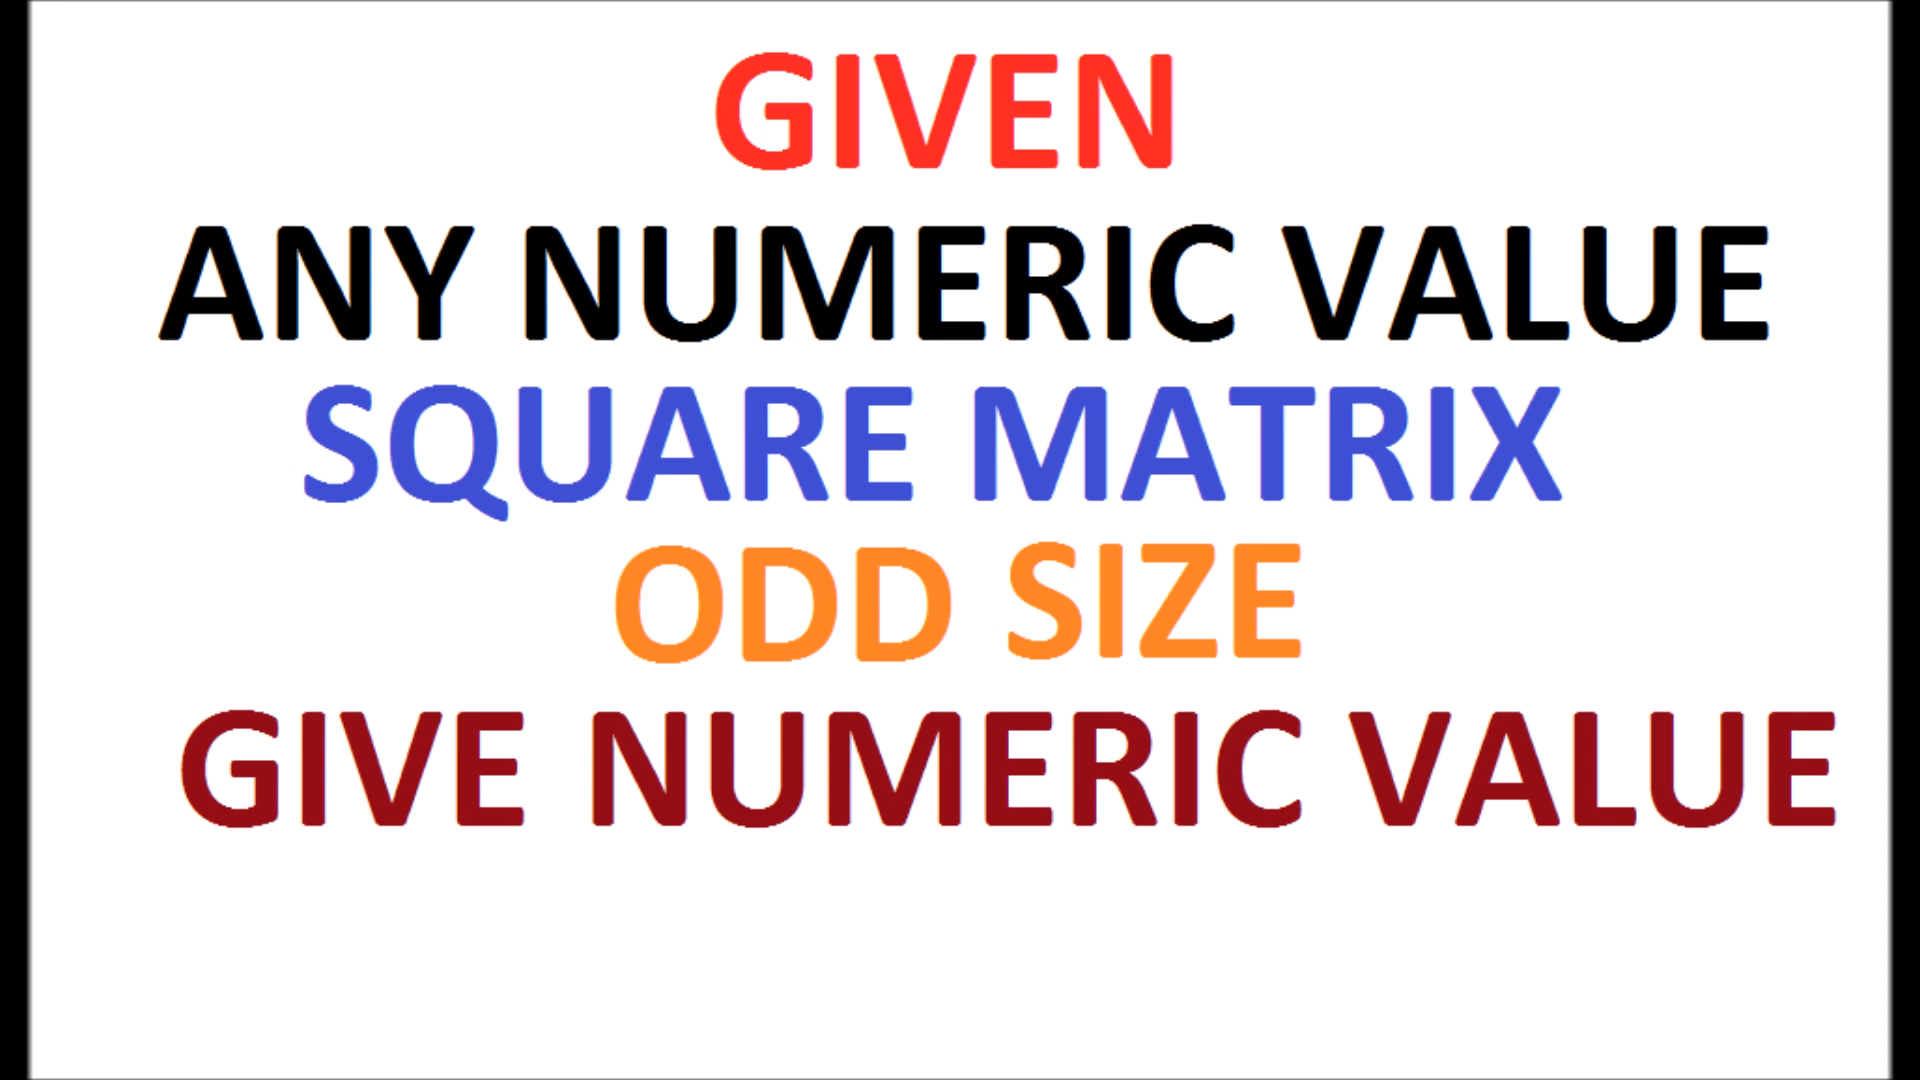 GIVEN
ANY NUMERIC VALUE
SQUARE MATRIX
ODD SIZE
GIVE NUMERIC VALUE